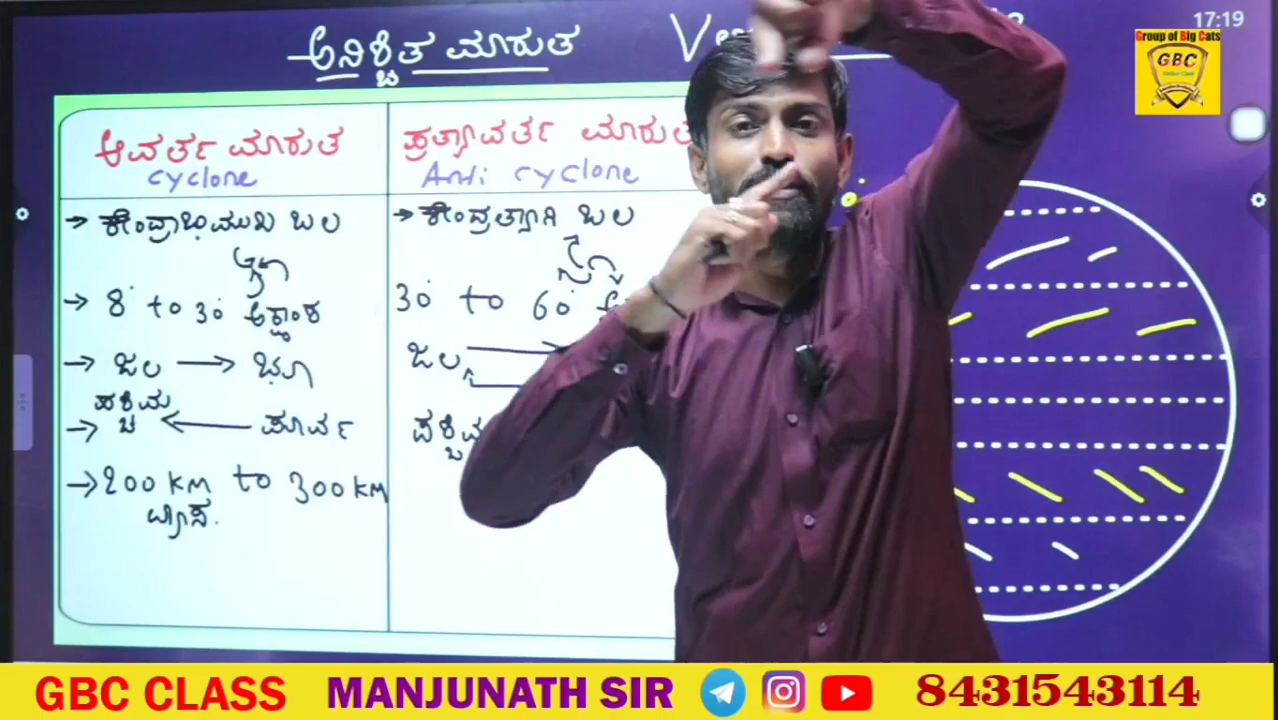 ಅನಿಶ್ಚಿತ ಮಾರುತ
17:19
Group of Big Cats
GBC
ಆವರ್ತ ಮಾರುತ
cyclone
→ ಕೇಂದ್ರಾಭಿಮುಖ ಬಲ
→ 8° to 30° ಅಕ್ಷಾಂಶ
→ ಜಲ → ಭೂ
→ ಪಶ್ಚಿಮ ← ಪೂರ್ವ
→ 200 km to 300 km
ವ್ಯಾಸ.
ಪ್ರತ್ಯಾವರ್ತ ಮಾರುತ
Anti cyclone
→ ಕೇಂದ್ರತ್ಯಾಗಿ ಬಲ
30° to 60°
ಜಲ
GBC CLASS MANJUNATH SIR 8431543114